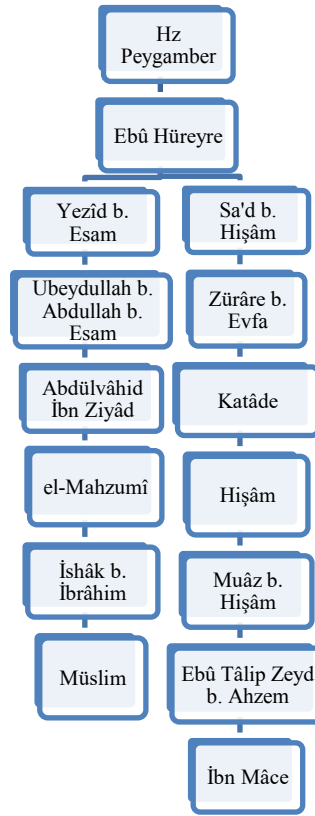 Hz
Peygamber
Ebû Hüreyre
Yezîd b.
Esam
Ubeydullah b.
Abdullah b.
Esam
Abdülvâhid
İbn Ziyâd
el-Mahzumî
İshâk b.
İbrâhim
Müslim
Sa'd b.
Hişâm
Zürâre b.
Evfa
Katâde
Hişâm
Muâz b.
Hişâm
Ebû Tâlip Zeyd
b. Ahzem
İbn Mâce